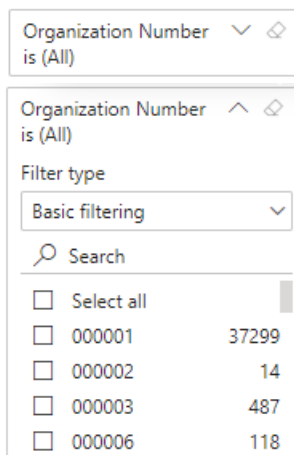 Organization Number
is (All)
Organization Number
is (All)
Filter type
Basic filtering
Search
Select all
000001 37299
000002 14
000003 487
000006 118